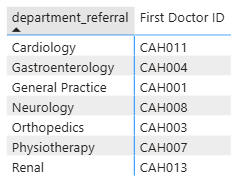 department_referral First Doctor ID
Cardiology CAH011
Gastroenterology CAH004
General Practice CAH001
Neurology CAH008
Orthopedics CAH003
Physiotherapy CAH007
Renal CAH013